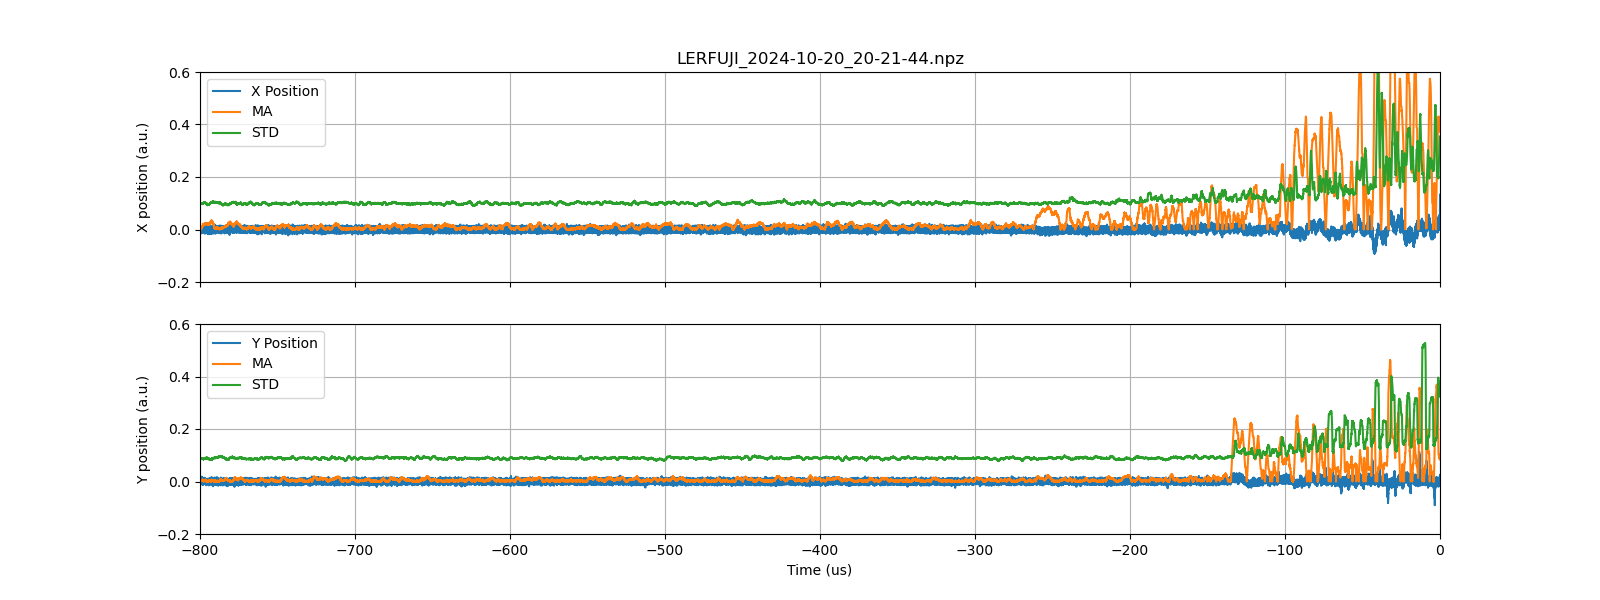 LERFUJI_2024-10-20_20-21-44.npz
X position (a.u.)
0.6
0.4
0.2
0.0
−0.2
X Position
MA
STD
Y position (a.u.)
0.6
0.4
0.2
0.0
−0.2
Y Position
MA
STD
−800 −700 −600 −500 −400 −300 −200 −100 0
Time (us)